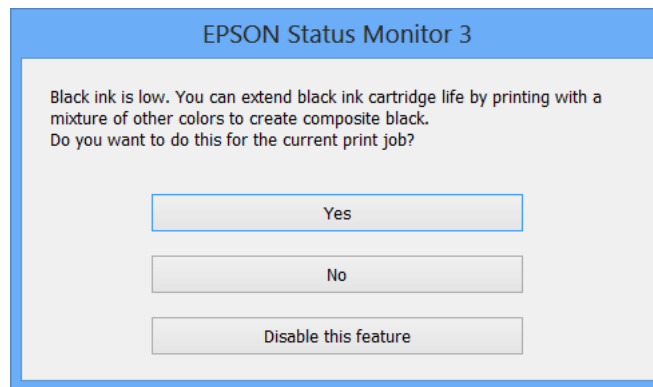 EPSON Status Monitor 3
Black ink is low. You can extend black ink cartridge life by printing with a
mixture of other colors to create composite black.
Do you want to do this for the current print job?
Yes
No
Disable this feature